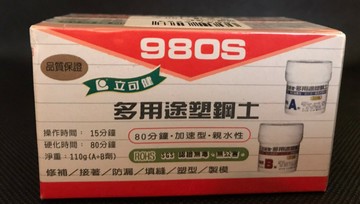 980S
品質保證
立可健
多用途塑鋼土
操作時間: 15分鐘
硬化時間: 80分鐘
淨重: 110g(A+B劑)
80分鐘-加速型-親水性
ROHS SGS
修補/接著/防漏/填縫/塑型/製模
A
B